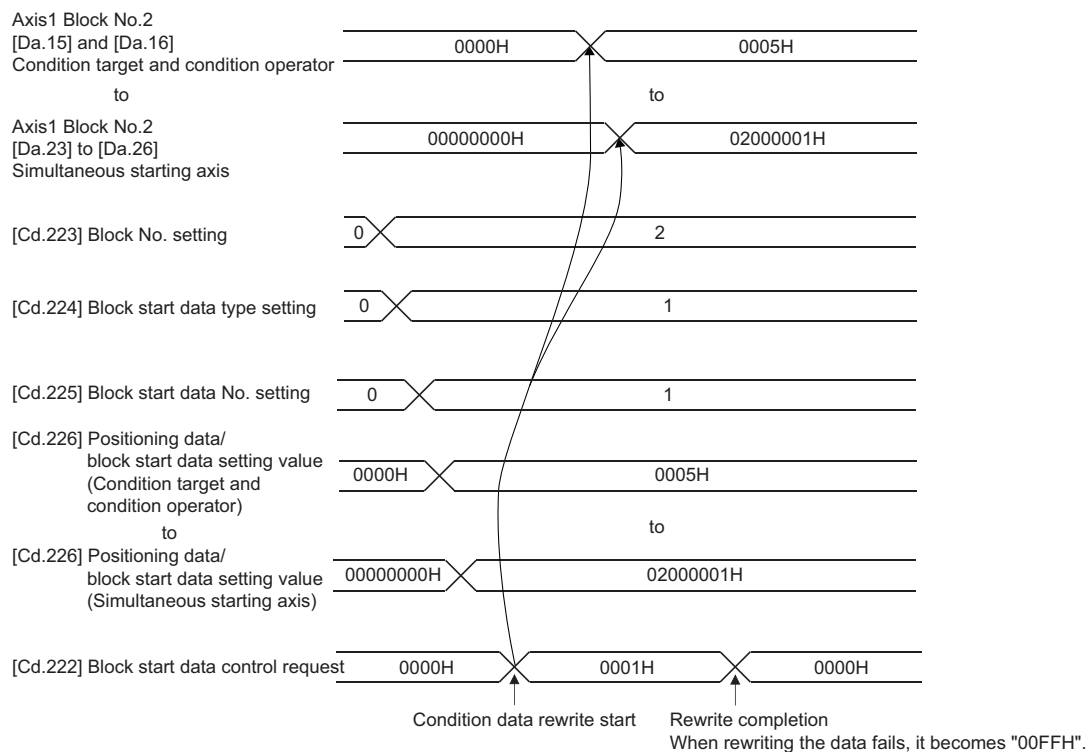 Axis1 Block No.2
[Da.15] and [Da.16]
Condition target and condition operator
0000H
0005H
to
to
Axis1 Block No.2
[Da.23] to [Da.26]
Simultaneous starting axis
00000000H
02000001H
[Cd.223] Block No. setting
0
2
[Cd.224] Block start data type setting
0
1
[Cd.225] Block start data No. setting
0
1
[Cd.226] Positioning data/
block start data setting value
(Condition target and
condition operator)
0000H
0005H
to
to
[Cd.226] Positioning data/
block start data setting value
(Simultaneous starting axis)
00000000H
02000001H
[Cd.222] Block start data control request
0000H
0001H
0000H
Condition data rewrite start
Rewrite completion
When rewriting the data fails, it becomes "00FFH".